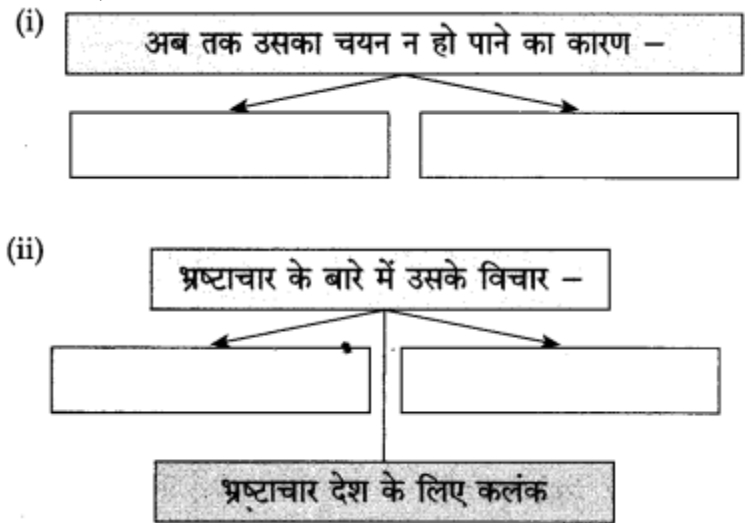 (i)
अब तक उसका चयन न हो पाने का कारण –
(ii)
भ्रष्टाचार के बारे में उसके विचार –
भ्रष्टाचार देश के लिए कलंक